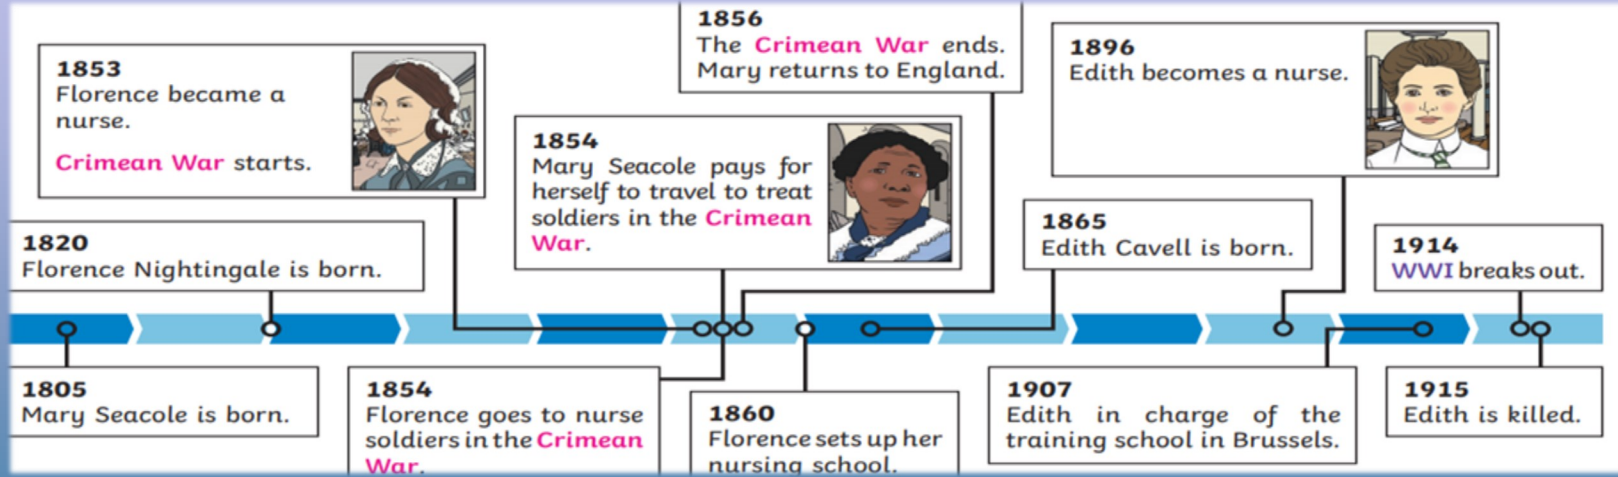 1853
Florence became a
nurse.
Crimean War starts.
1856
The Crimean War ends.
Mary returns to England.
1896
Edith becomes a nurse.
1854
Mary Seacole pays for
herself to travel to treat
soldiers in the Crimean
War.
1820
Florence Nightingale is born.
1865
Edith Cavell is born.
1914
WWI breaks out.
1805
Mary Seacole is born.
1854
Florence goes to nurse
soldiers in the Crimean
War.
1860
Florence sets up her
nursing school.
1907
Edith in charge of the
training school in Brussels.
1915
Edith is killed.